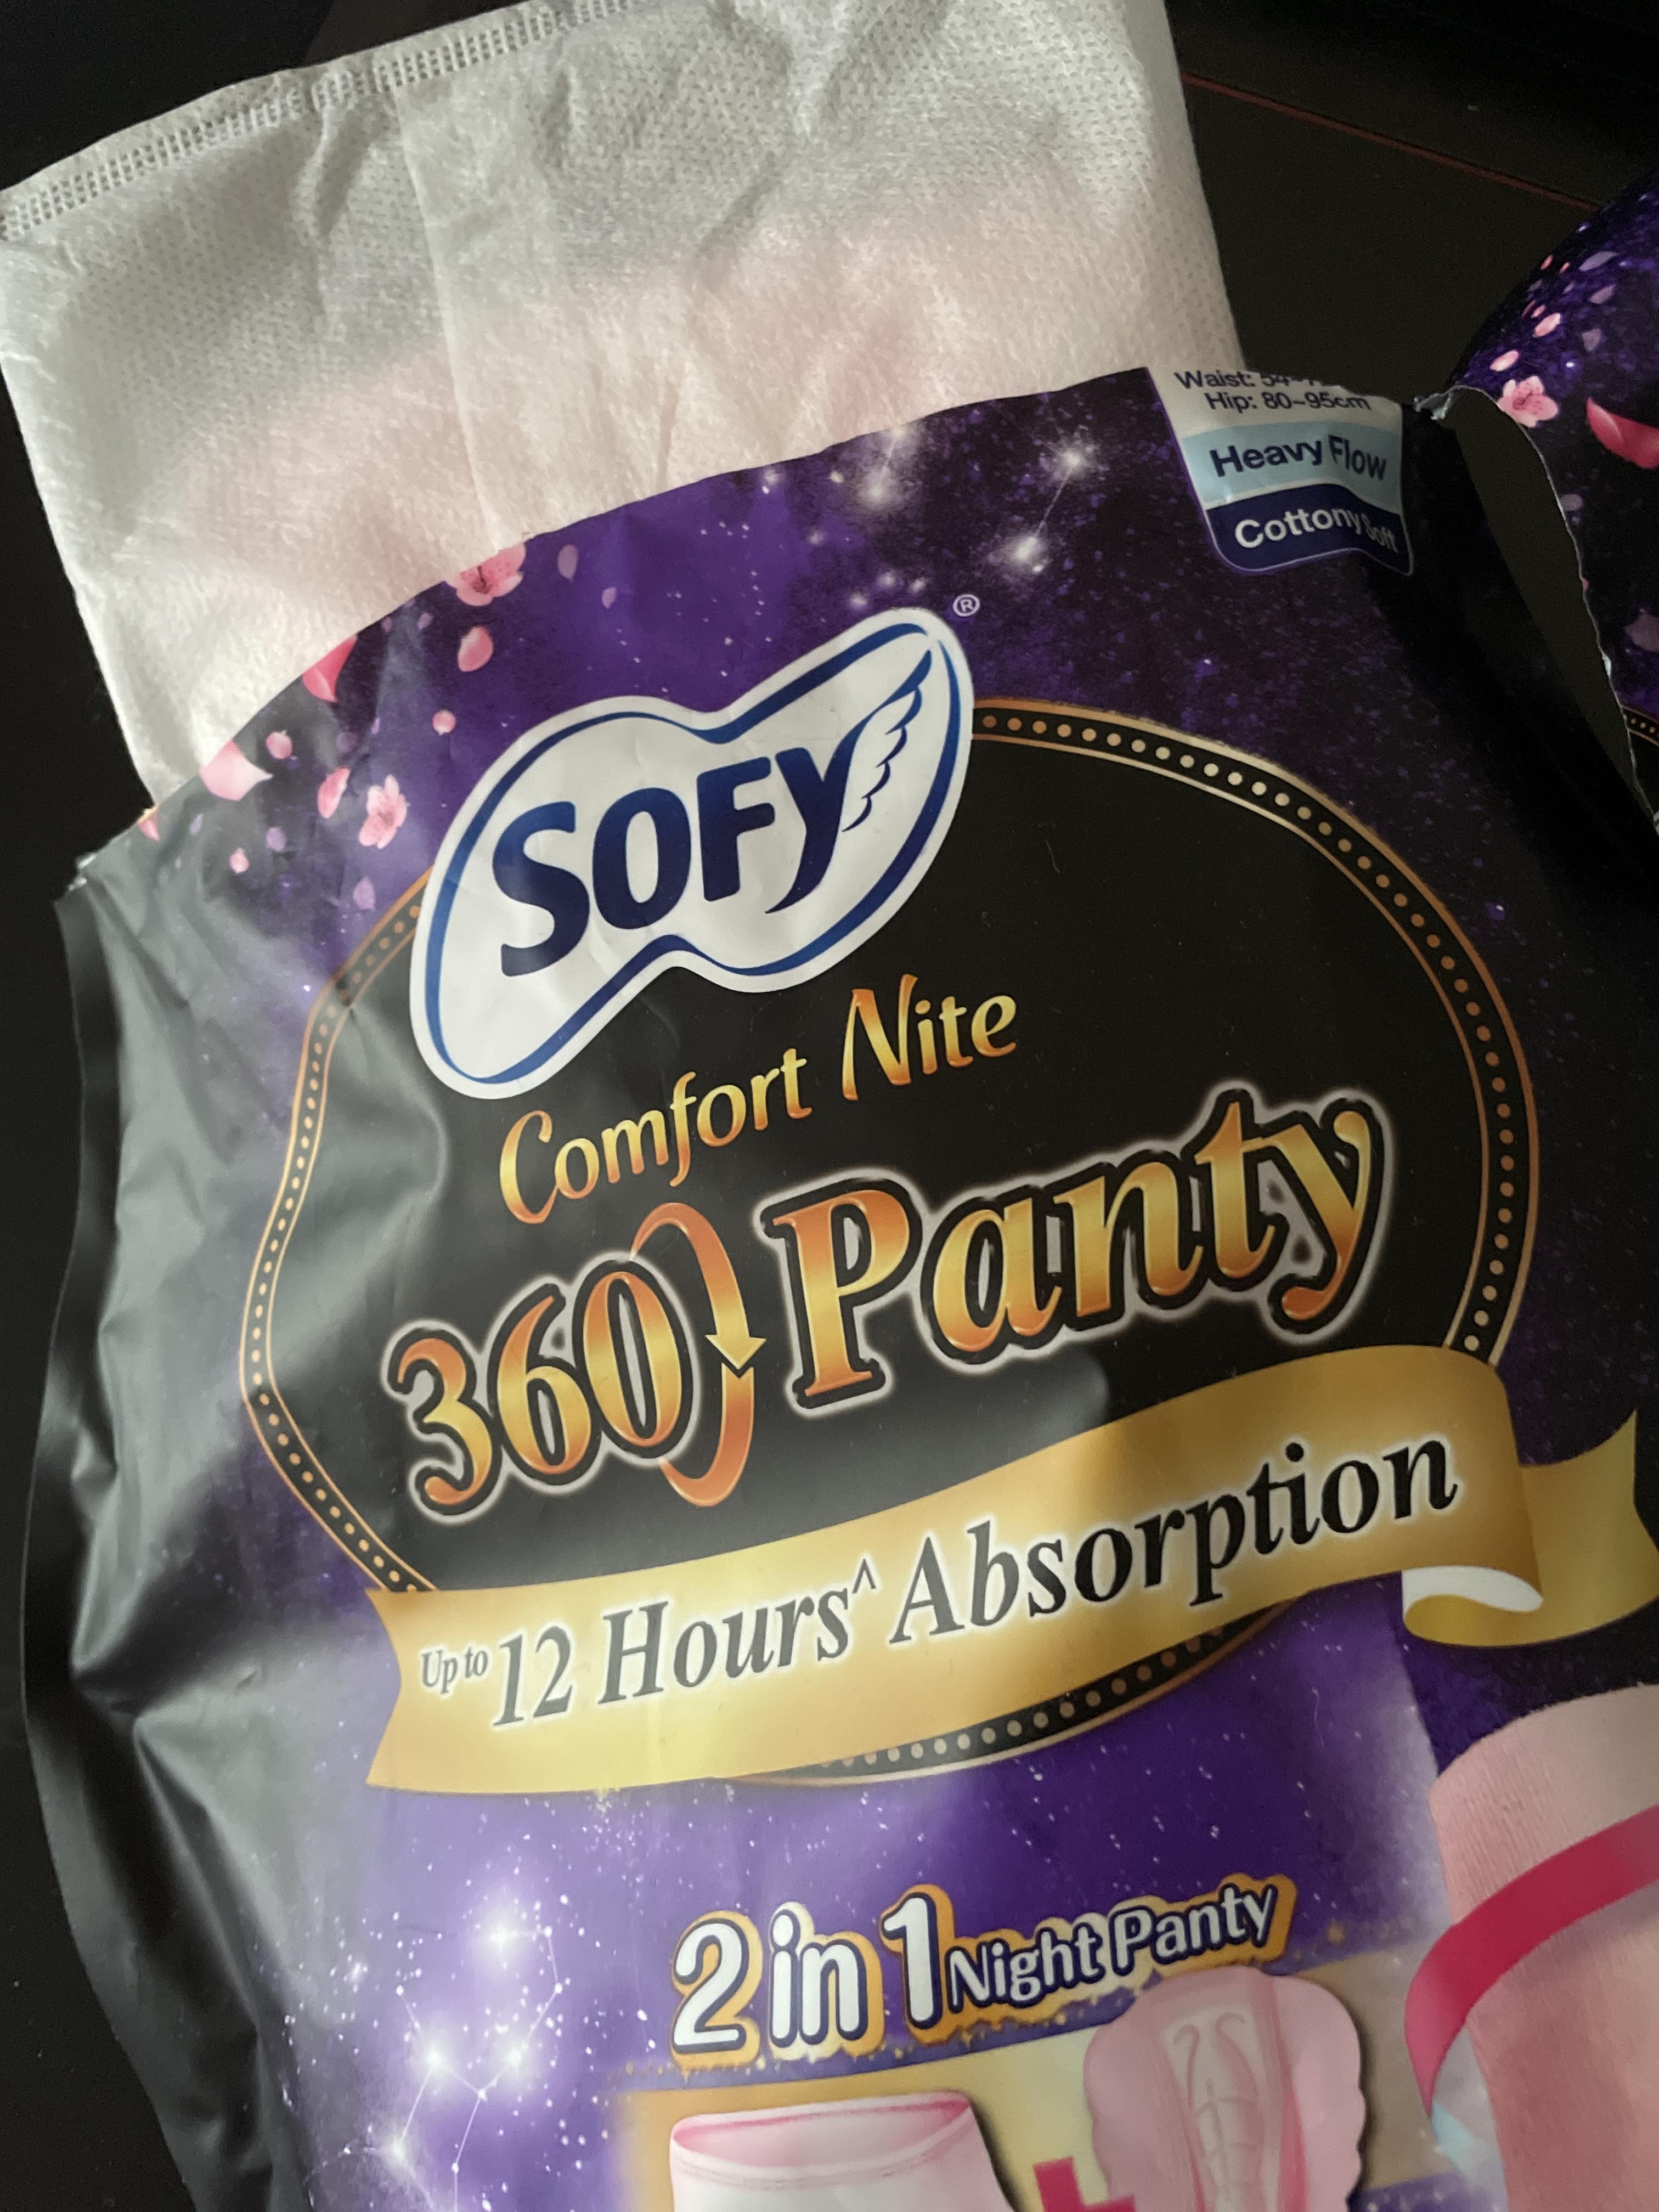 Waist:
Hip: 80~95cm
Heavy Flow
Cottony Soft
SOFY®
Comfort Nite
360 Panty
Up to 12 Hours^ Absorption
2 in 1 Night Panty